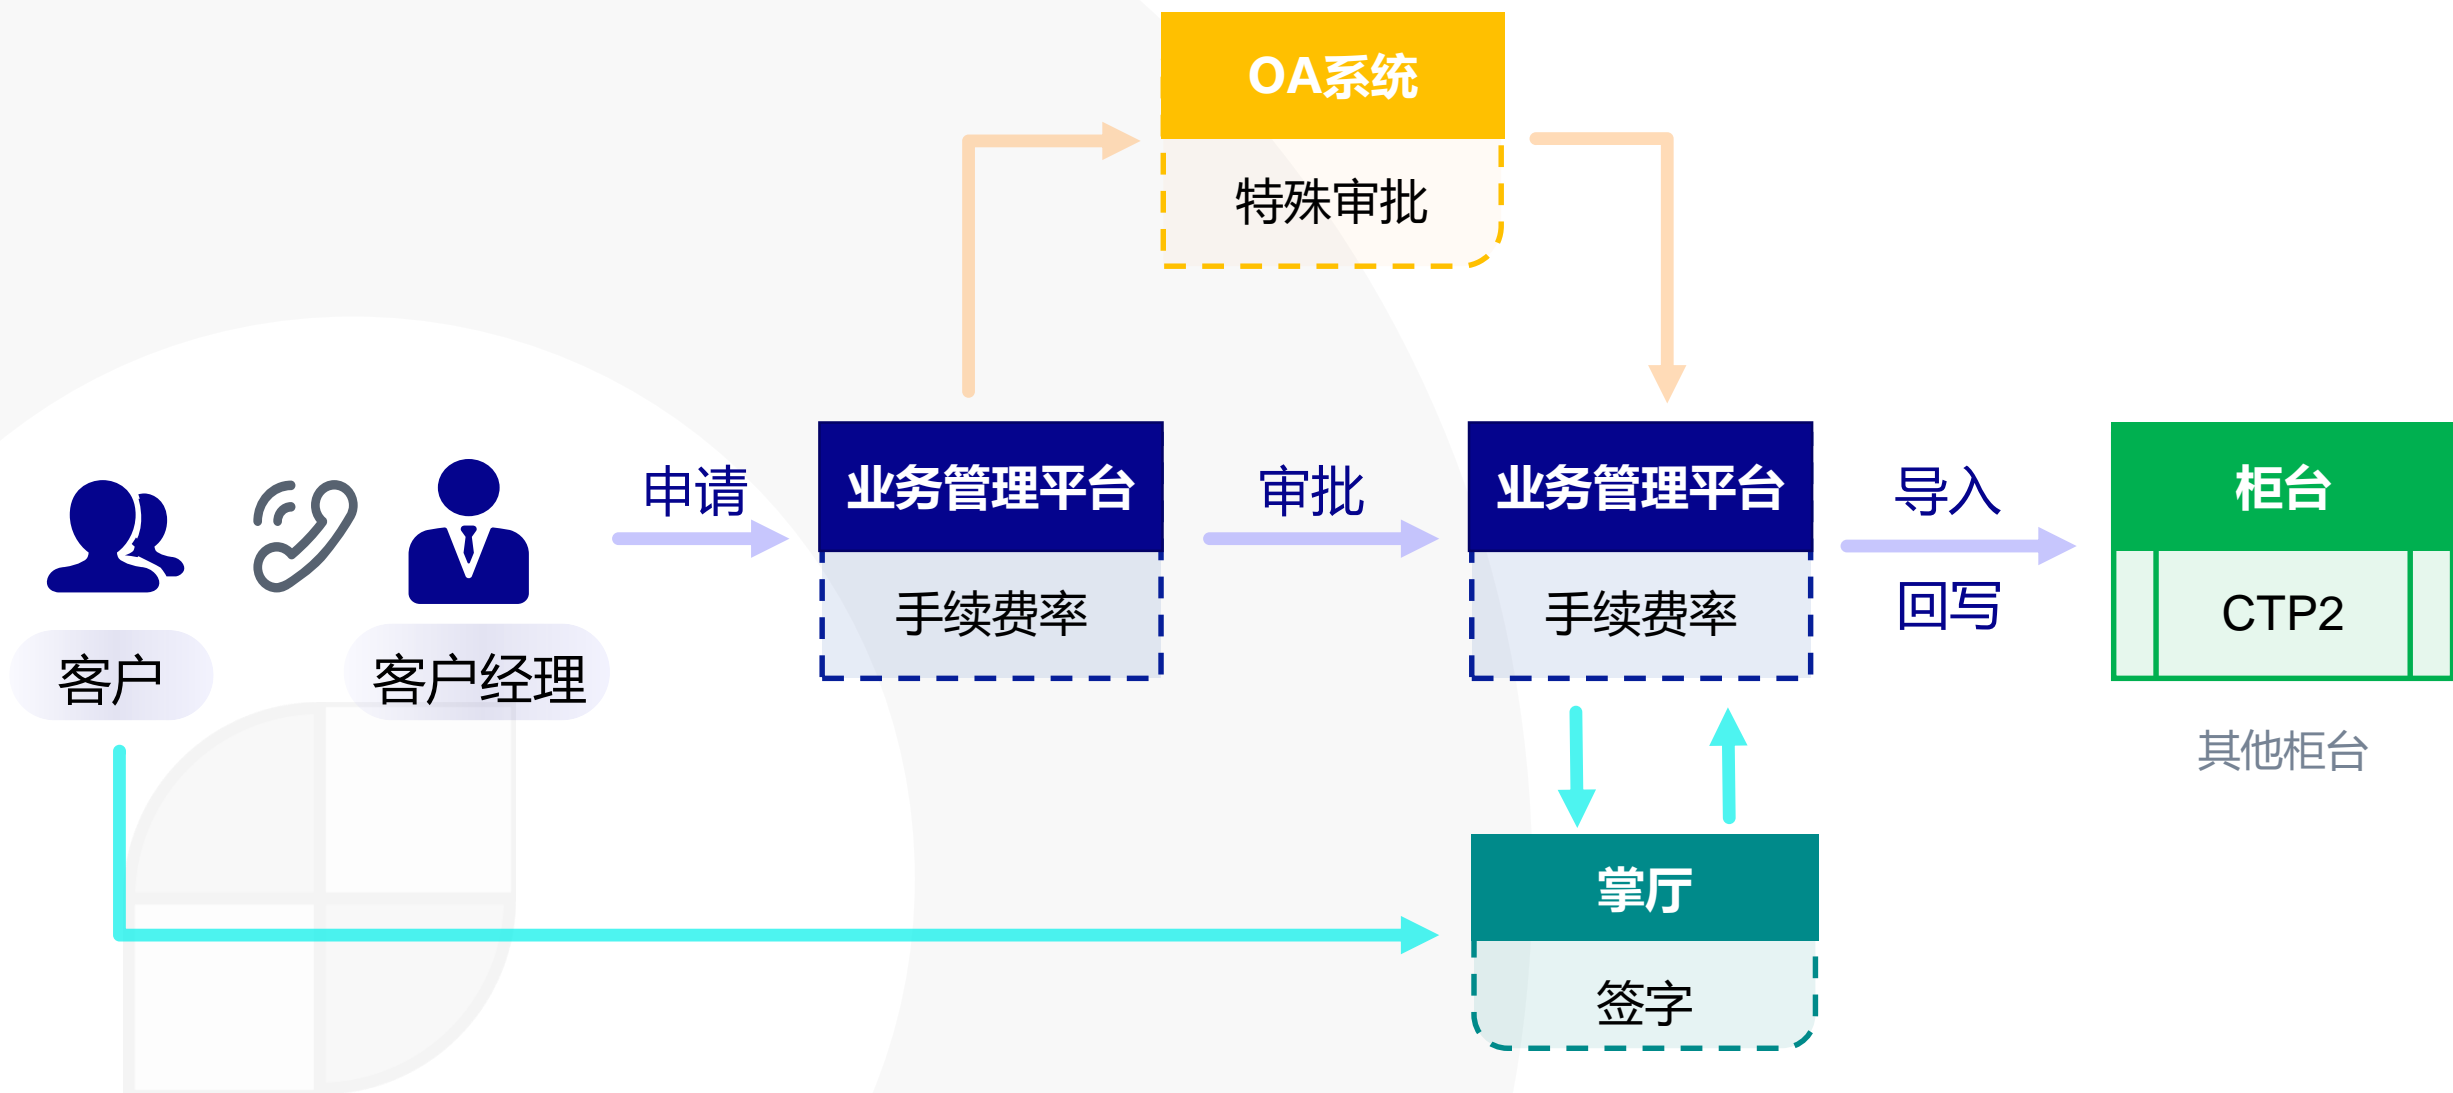 OA系统
特殊审批
客户
客户经理
申请
业务管理平台
手续费率
审批
业务管理平台
手续费率
导入
回写
柜台
CTP2
其他柜台
掌厅
签字